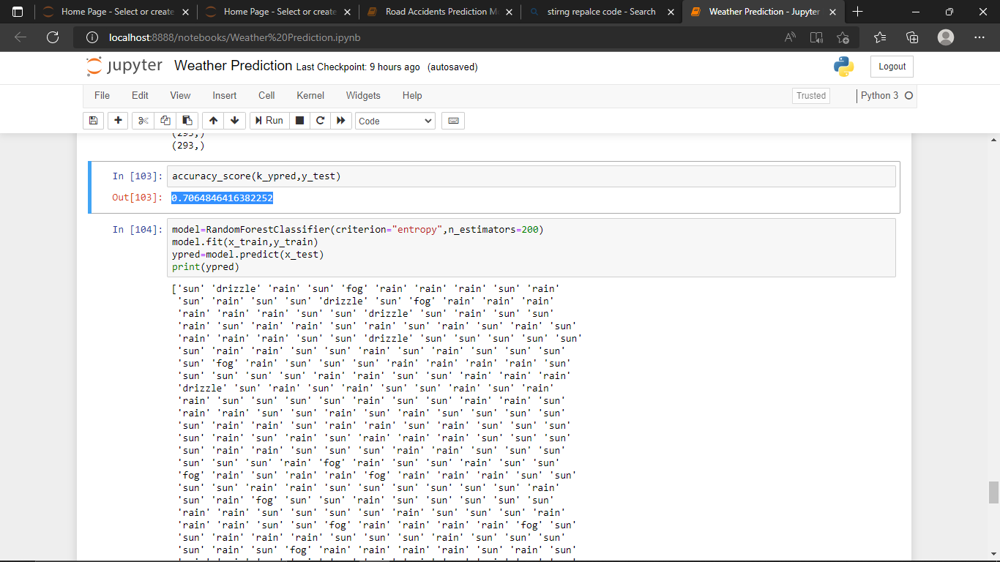 Home Page - Select or create
Home Page - Select or create
Road Accidents Prediction M
stirng repalce code - Search
Weather Prediction - Jupyter
localhost:8888/notebooks/Weather%20Prediction.ipynb
jupyter Weather Prediction Last Checkpoint: 9 hours ago (autosaved)
Logout
File Edit View Insert Cell Kernel Widgets Help
Trusted
Python 3
Run
Code
(293,)
(293,)
In [103]: accuracy_score(k_ypred,y_test)
Out[103]: 0.7064846416382252
In [104]: model=RandomForestClassifier(criterion="entropy",n_estimators=200)
model.fit(x_train,y_train)
ypred=model.predict(x_test)
print(ypred)
['sun' 'drizzle' 'rain' 'sun' 'fog' 'rain' 'rain' 'rain' 'sun' 'rain'
'sun' 'rain' 'sun' 'sun' 'drizzle' 'sun' 'fog' 'rain' 'rain' 'rain'
'rain' 'rain' 'rain' 'sun' 'sun' 'drizzle' 'sun' 'rain' 'sun' 'sun'
'rain' 'sun' 'rain' 'rain' 'sun' 'rain' 'sun' 'rain' 'sun' 'rain' 'sun'
'rain' 'rain' 'rain' 'sun' 'sun' 'drizzle' 'sun' 'sun' 'sun' 'sun' 'sun'
'sun' 'rain' 'rain' 'sun' 'sun' 'rain' 'sun' 'rain' 'sun' 'sun' 'sun'
'sun' 'fog' 'rain' 'sun' 'sun' 'sun' 'rain' 'rain' 'rain' 'rain' 'sun'
'sun' 'sun' 'sun' 'sun' 'rain' 'rain' 'sun' 'sun' 'rain' 'rain' 'rain'
'drizzle' 'sun' 'rain' 'sun' 'rain' 'sun' 'sun' 'rain' 'sun' 'rain'
'rain' 'sun' 'sun' 'sun' 'sun' 'rain' 'sun' 'sun' 'rain' 'rain' 'sun'
'rain' 'rain' 'sun' 'sun' 'rain' 'sun' 'rain' 'sun' 'sun' 'sun' 'sun'
'sun' 'rain' 'rain' 'sun' 'rain' 'rain' 'sun' 'rain' 'sun' 'sun' 'sun'
'rain' 'sun' 'rain' 'sun' 'rain' 'rain' 'rain' 'sun' 'sun' 'sun'
'sun' 'rain' 'rain' 'sun' 'sun' 'sun' 'rain' 'rain' 'sun' 'sun' 'sun'
'sun' 'sun' 'sun' 'rain' 'fog' 'rain' 'sun' 'sun' 'rain' 'sun' 'sun'
'fog' 'rain' 'sun' 'rain' 'rain' 'fog' 'rain' 'rain' 'rain' 'sun' 'sun'
'sun' 'sun' 'rain' 'rain' 'sun' 'sun' 'sun' 'sun' 'sun' 'sun' 'rain'
'sun' 'rain' 'fog' 'sun' 'sun' 'rain' 'sun' 'sun' 'sun' 'sun' 'sun'
'rain' 'rain' 'sun' 'sun' 'sun' 'sun' 'rain' 'sun' 'sun' 'sun' 'rain'
'rain' 'rain' 'sun' 'sun' 'fog' 'rain' 'rain' 'rain' 'rain' 'fog' 'sun'
'sun' 'rain' 'rain' 'rain' 'sun' 'sun' 'sun' 'rain' 'sun' 'sun' 'sun'
'sun' 'rain' 'sun' 'fog' 'rain' 'rain' 'rain' 'rain' 'sun' 'rain' 'sun'